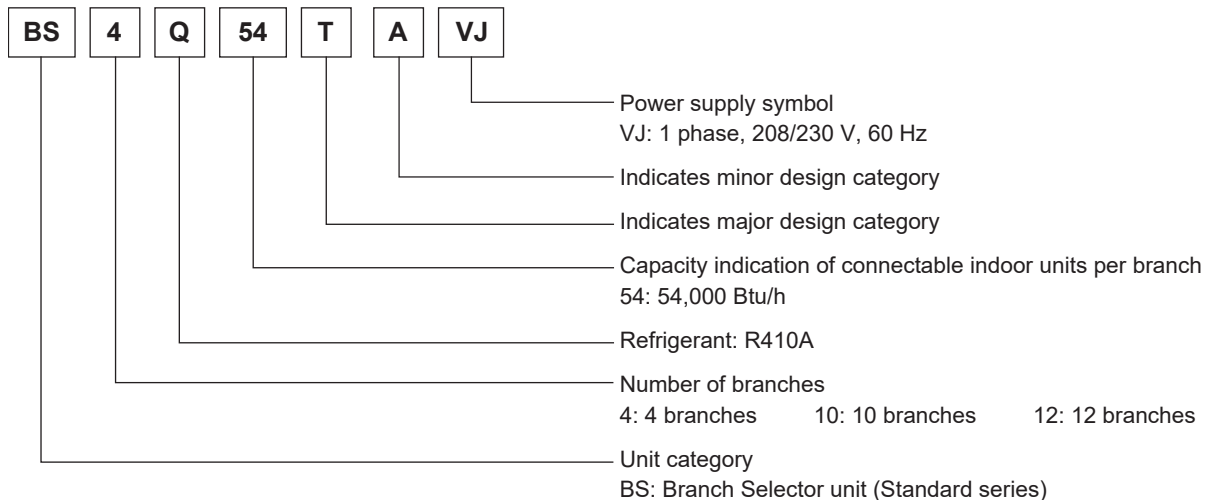 BS 4 Q 54 T A VJ
Power supply symbol
VJ: 1 phase, 208/230 V, 60 Hz
Indicates minor design category
Indicates major design category
Capacity indication of connectable indoor units per branch
54: 54,000 Btu/h
Refrigerant: R410A
Number of branches
4: 4 branches 10: 10 branches 12: 12 branches
Unit category
BS: Branch Selector unit (Standard series)